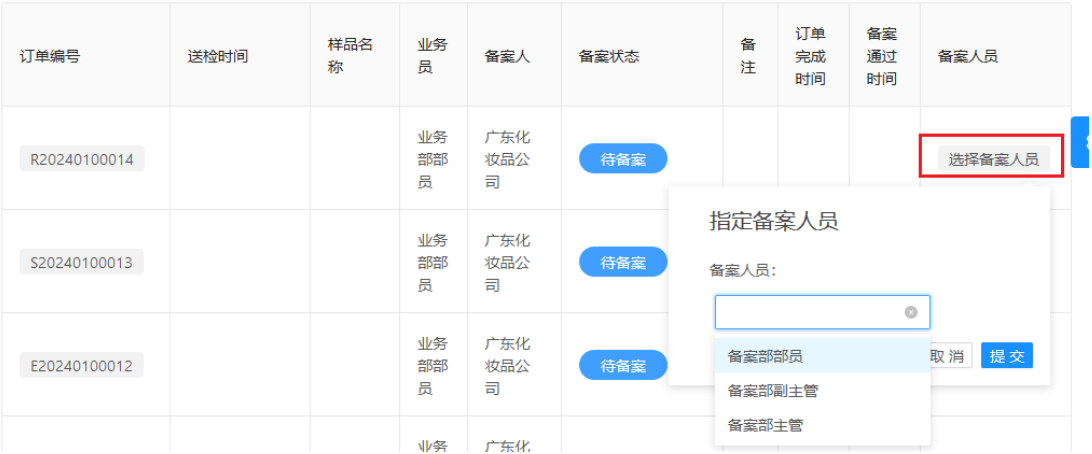 订单编号
送检时间
样品名
称
业务
员
备案人
备案状态
备
注
订单
完成
时间
备案
通过
时间
备案人员
R20240100014
业务
部部
员
广东化
妆品公
司
待备案
选择备案人员
指定备案人员
备案人员：
备案部部员
备案部副主管
备案部主管
取 消
提 交
S20240100013
业务
部部
员
广东化
妆品公
司
待备案
E20240100012
业务
部部
员
广东化
妆品公
司
待备案
业务
广东化